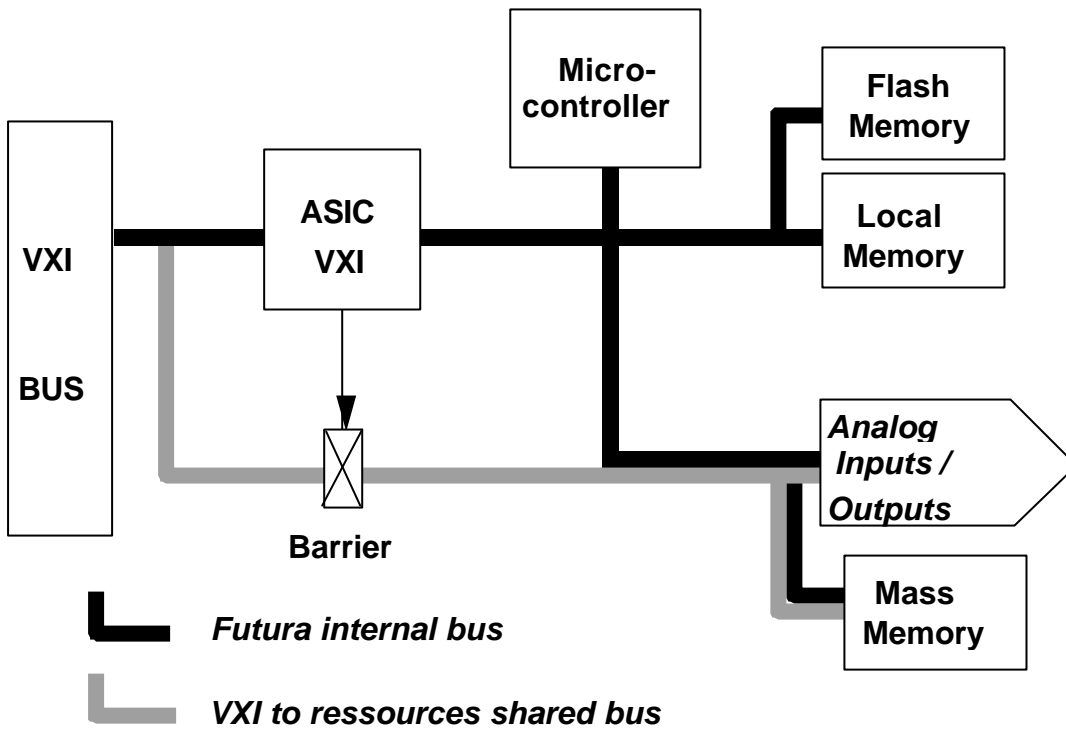 Micro-
controller
Flash
Memory
ASIC
VXI
Local
Memory
VXI
BUS
Analog
Inputs /
Outputs
Barrier
Mass
Memory
Futura internal bus
VXI to ressources shared bus